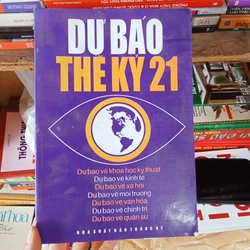 DỰ BÁO
THẾ KỶ 21
Dự báo về khoa học kỹ thuật
Dự báo về kinh tế
Dự báo về xã hội
Dự báo về môi trường
Dự báo về văn hóa
Dự báo về chính trị
Dự báo về quân sự
NHÀ XUẤT BẢN THỐNG KÊ